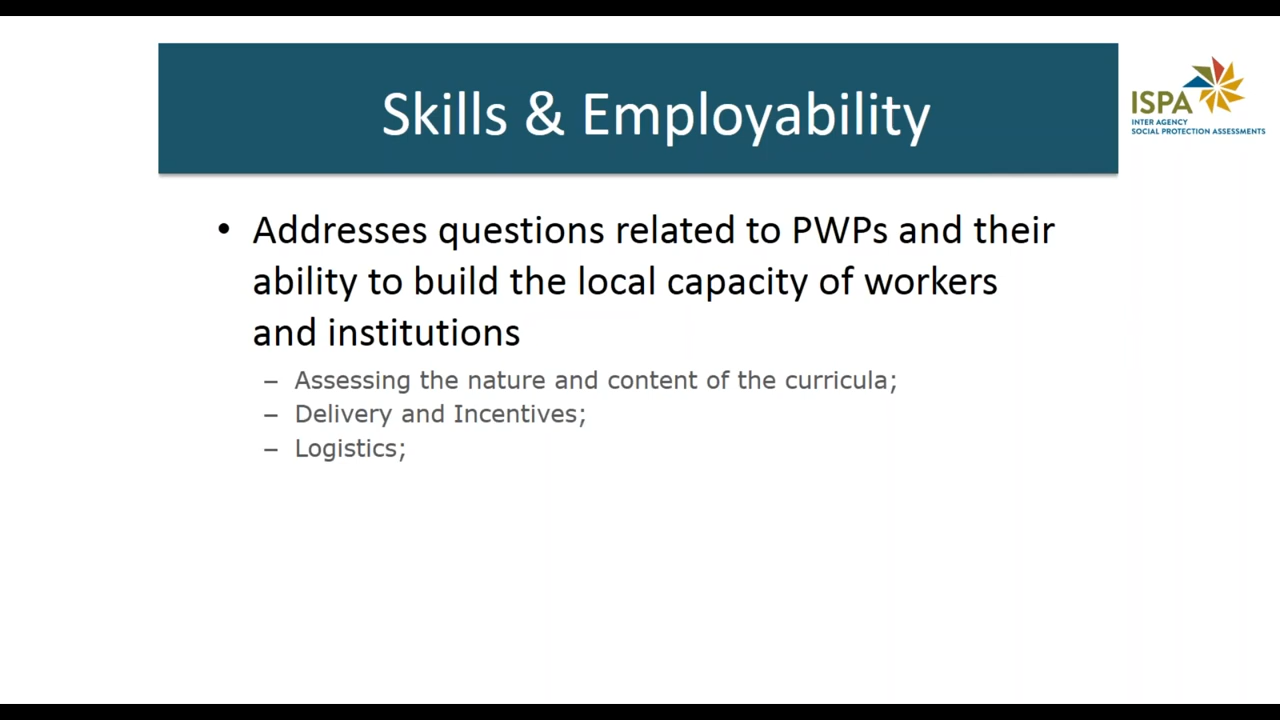 Skills & Employability
ISPA
INTER AGENCY
SOCIAL PROTECTION ASSESSMENTS
• Addresses questions related to PWPs and their
ability to build the local capacity of workers
and institutions
– Assessing the nature and content of the curricula;
– Delivery and Incentives;
– Logistics;